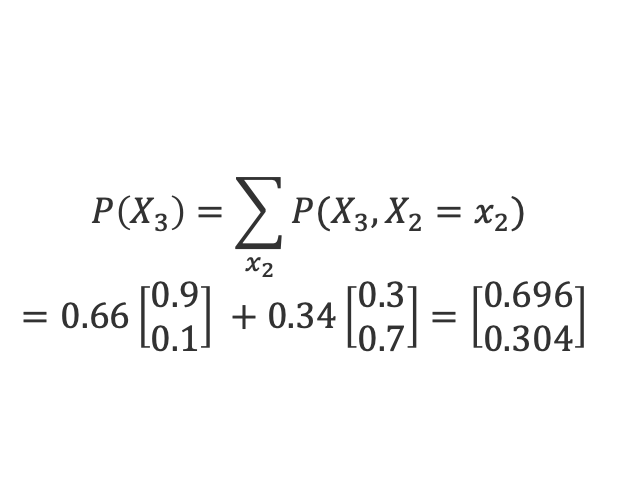 P(X₃) = ∑ₓ₂ P(X₃, X₂ = x₂)
= 0.66 [0.9 0.1] + 0.34 [0.3 0.7] = [0.696 0.304]